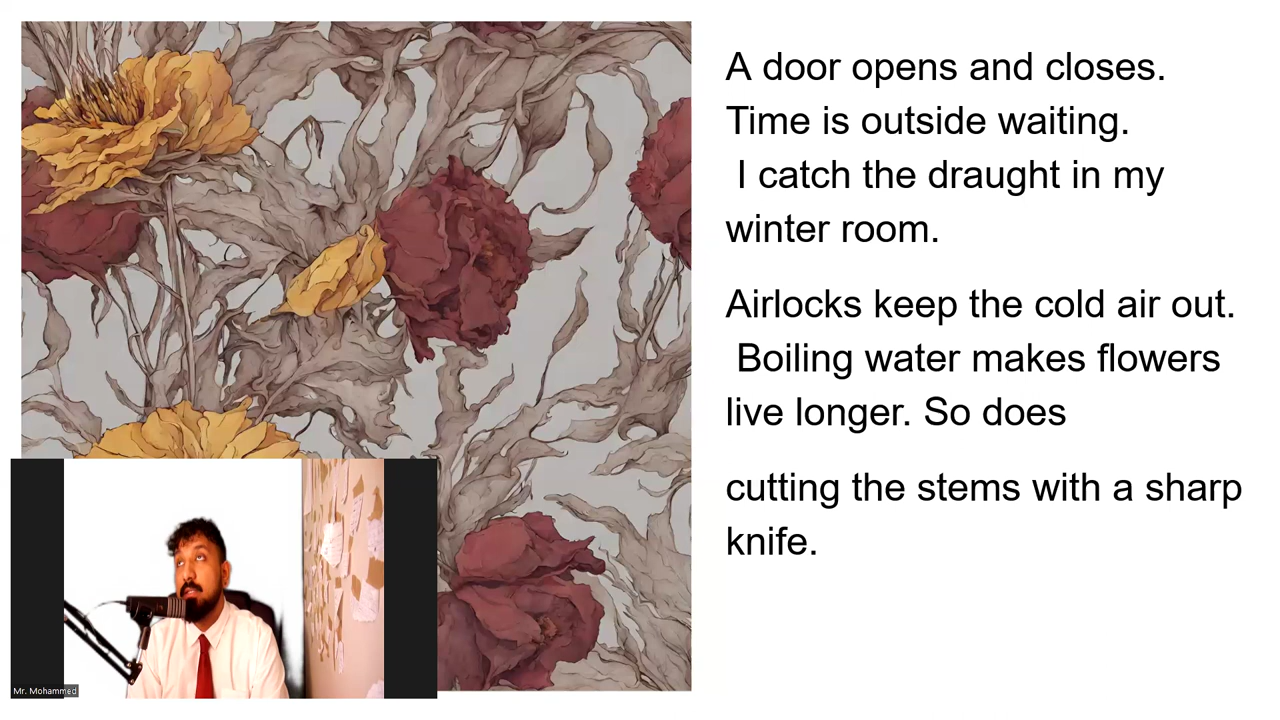 A door opens and closes.
Time is outside waiting.
I catch the draught in my
winter room.
Airlocks keep the cold air out.
Boiling water makes flowers
live longer. So does
cutting the stems with a sharp
knife.
Mr. Mohammed